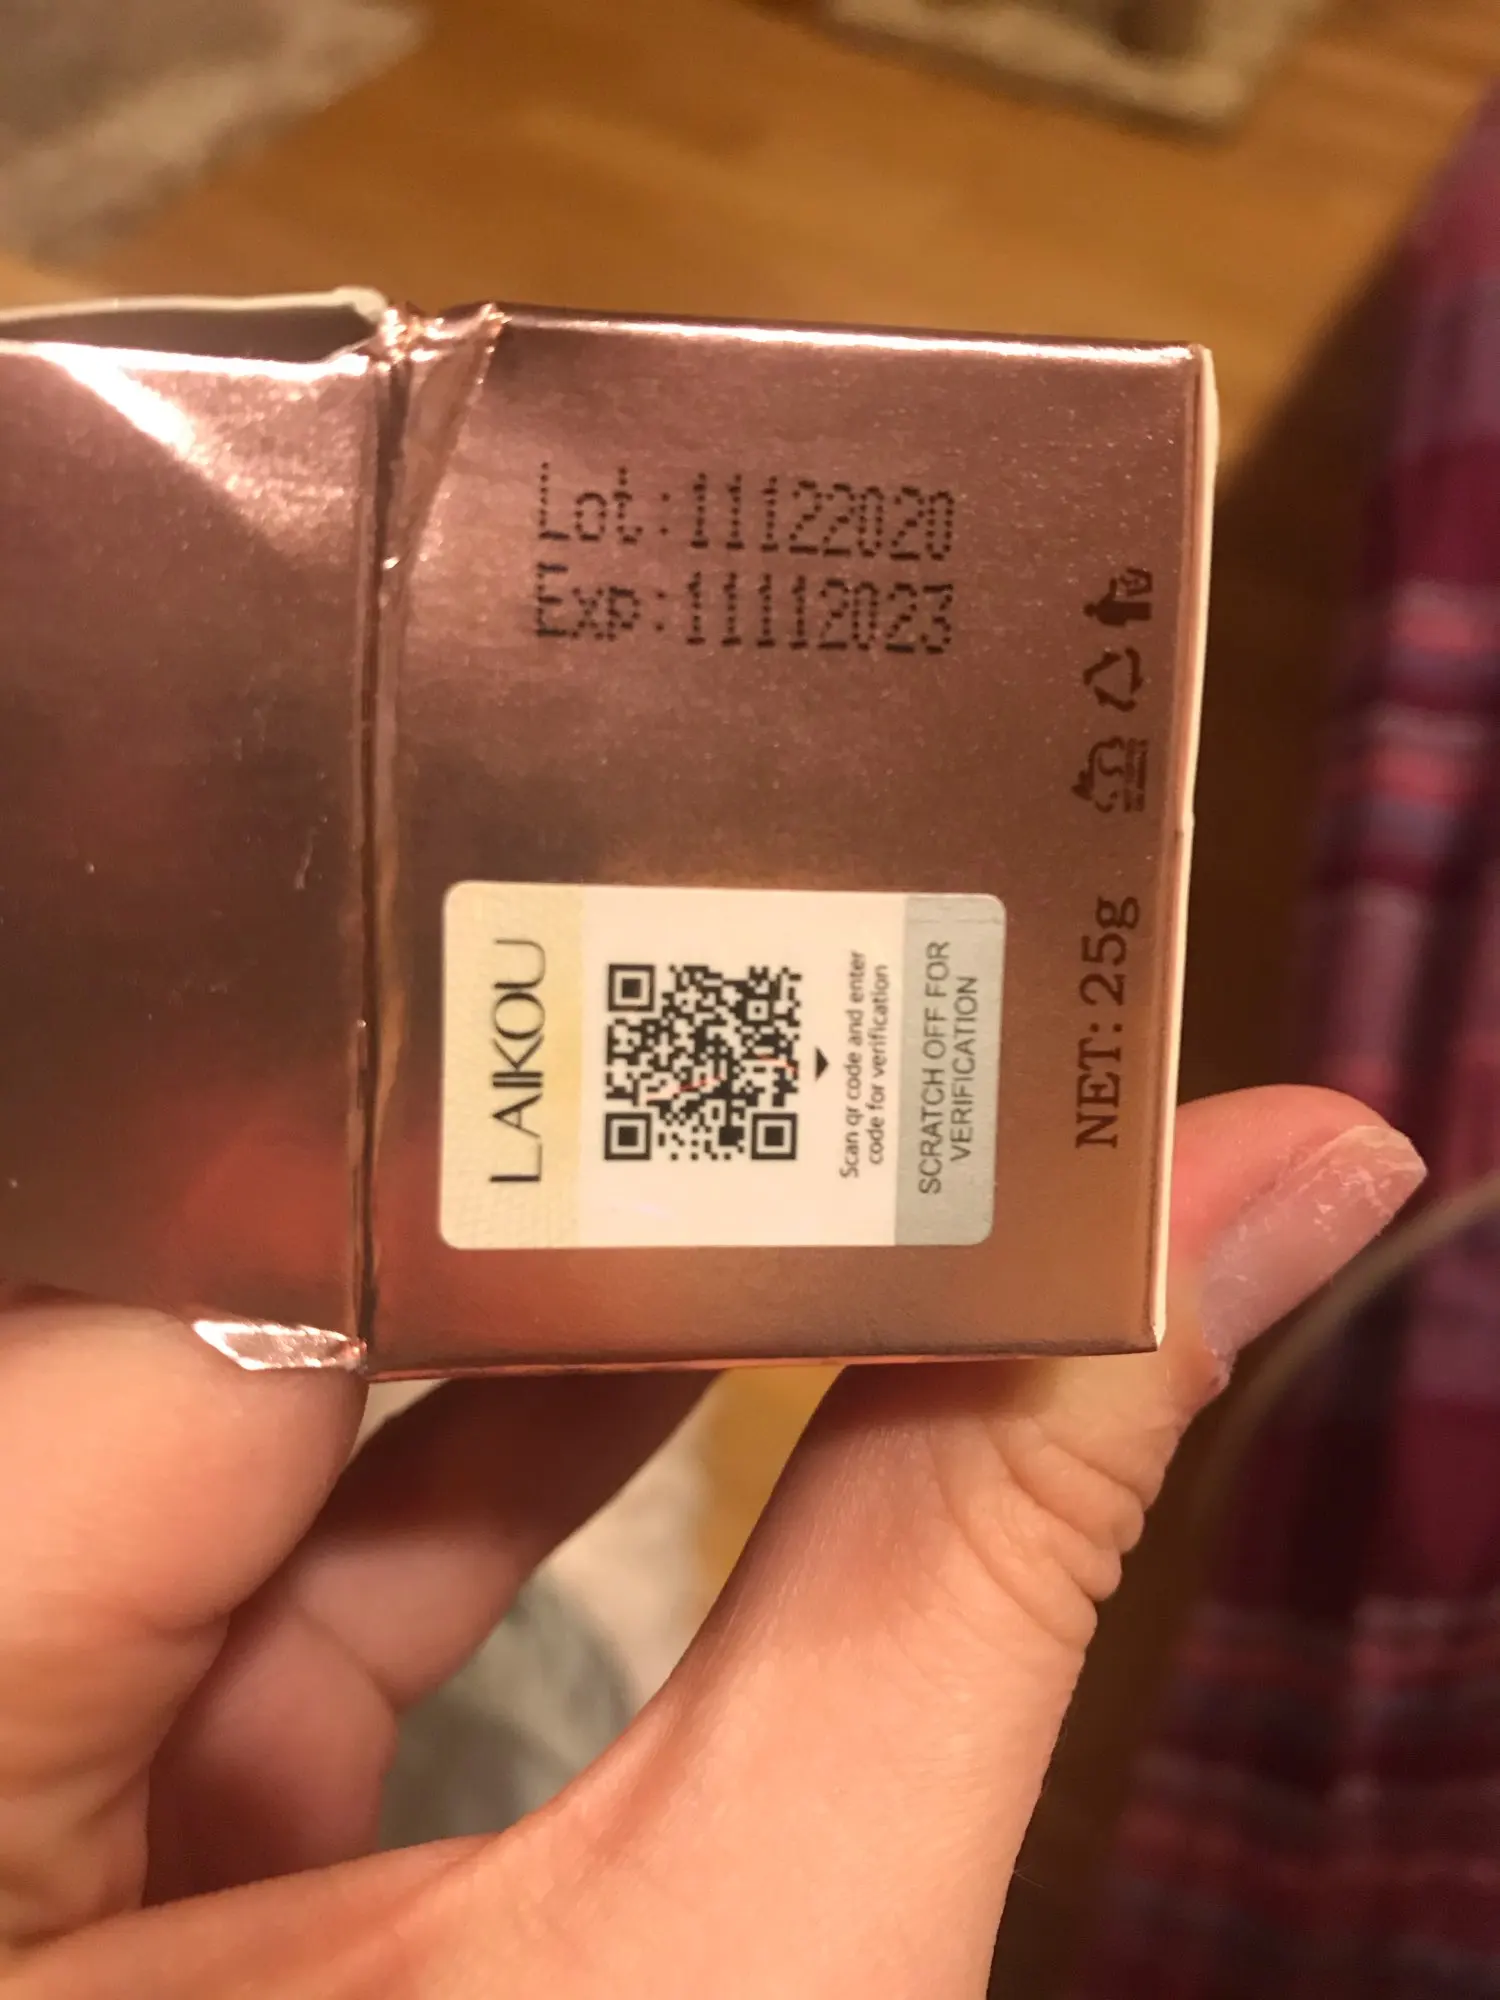 Lot:11122020
Exp:11112023
LAIKOU
Scan qr code and enter
code for verification
SCRATCH OFF FOR
VERIFICATION
NET: 25g